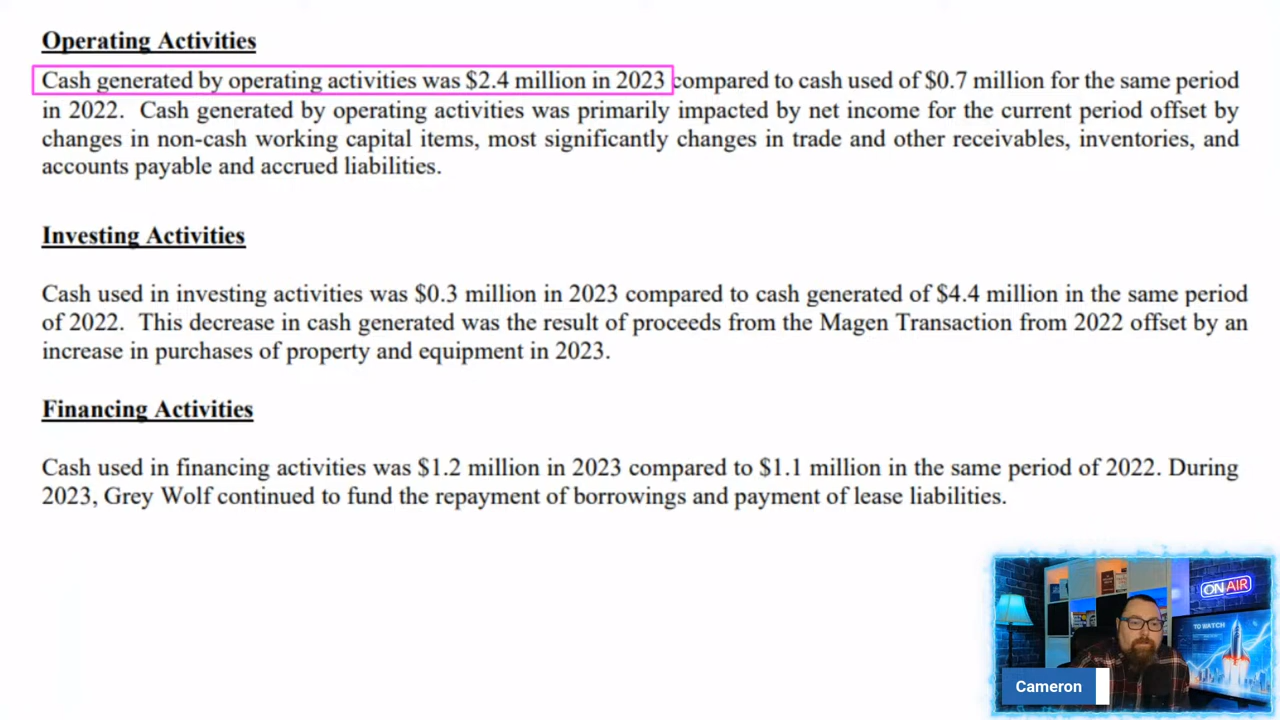 Operating Activities
Cash generated by operating activities was $2.4 million in 2023 compared to cash used of $0.7 million for the same period
in 2022. Cash generated by operating activities was primarily impacted by net income for the current period offset by
changes in non-cash working capital items, most significantly changes in trade and other receivables, inventories, and
accounts payable and accrued liabilities.
Investing Activities
Cash used in investing activities was $0.3 million in 2023 compared to cash generated of $4.4 million in the same period
of 2022. This decrease in cash generated was the result of proceeds from the Magen Transaction from 2022 offset by an
increase in purchases of property and equipment in 2023.
Financing Activities
Cash used in financing activities was $1.2 million in 2023 compared to $1.1 million in the same period of 2022. During
2023, Grey Wolf continued to fund the repayment of borrowings and payment of lease liabilities.
ON AIR
TO WATCH
Cameron